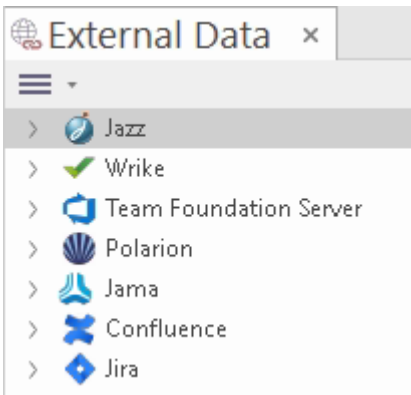 External Data
Jazz
Wrike
Team Foundation Server
Polarion
Jama
Confluence
Jira